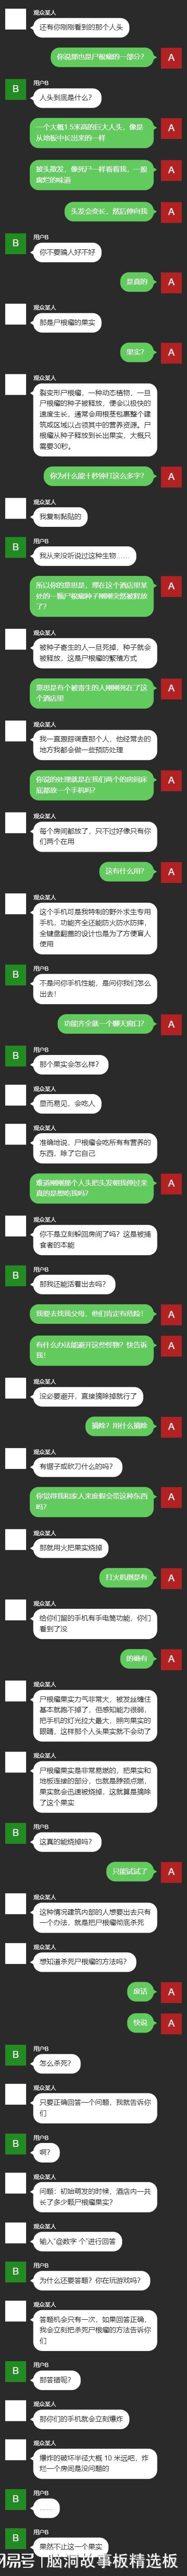 观众某人
还有你刚刚看到的那个人头
你说那也是尸根瘤的一部分？
A
B
用户B
人头到底是什么？
一个大概1.5米高的巨大人头，像是
从地板中长出来的一样
A
披头散发，像死尸一样看着我，一股
腐烂的味道
A
头发会变长，然后伸向我
A
B
用户B
你不要骗人好不好
是真的
A
观众某人
那是尸根瘤的果实
果实？
A
观众某人
裂变形尸根瘤，一种动态植物，一旦
尸根瘤的种子被释放，便会以极快的
速度生长，通常会用根茎包裹整个建
筑或区域以占领其中的营养资源。尸
根瘤从种子释放到长出果实，大概只
需要30秒。
你为什么能十秒钟打这么多字？
A
观众某人
我复制黏贴的
B
用户B
我从来没听说过这种生物……
所以你的意思是，现在这个酒店里某
处的一颗尸根瘤种子刚刚突然被释放
了？
A
观众某人
被种子寄生的人一旦死掉，种子就会
被释放，这是尸根瘤的繁殖方式
意思是有个被寄生的人刚刚死在了这
个酒店里
A
观众某人
我一直跟踪调查那个人，他经常去的
地方我都会做一些预防处理
你说的处理就是在我们两个的房间床
底都放一个手机吗？
A
观众某人
每个房间都放了，只不过好像只有你
们两个在用
这有什么用？
A
观众某人
这个手机可是我特制的野外求生专用
手机，功能齐全还能防火防水防摔，
全键盘翻盖的设计也是为了方便盲人
使用
B
用户B
不是问你手机性能，是问你我们怎么
出去！
功能齐全就一个聊天窗口？
A
B
用户B
那个果实会怎么样？
观众某人
显而易见，会吃人
观众某人
准确地说，尸根瘤会吃所有有营养的
东西，除了它自己
难道刚刚那个人头把头发朝我伸过来
真的是想吃我吗？
A
观众某人
你不是立刻躲回房间了吗？这是被捕
食者的本能
B
用户B
那我还能活着出去吗？
我要去找我父母，他们肯定有危险！
A
有什么办法能避开这些怪物？快告诉
我！
A
观众某人
没必要避开，直接摘除掉就行了
摘除？用什么摘除
A
观众某人
有锯子或砍刀什么的吗？
你觉得我和家人来度假会带这种东西
吗？
A
观众某人
那就用火把果实烧掉
打火机倒是有
A
观众某人
给你们留的手机有手电筒功能，你们
看到了没
的确有
A
观众某人
尸根瘤果实力气非常大，被发丝缠住
基本就跑不掉了，但感知能力很弱，
把手机的灯光拉大最大，照向果实的
眼睛，这样那个人头果实就不会动了
观众某人
尸根瘤果实是非常易燃的，把果实和
地板连接的部分，也就是脖颈点燃，
果实就会迅速被烧掉，这就算是摘除
了这个果实
B
用户B
这真的能烧掉吗？
只能试试了
A
观众某人
这种情况建筑内部的人想要出去只有
一个办法，就是把尸根瘤彻底杀死
观众某人
想知道杀死尸根瘤的方法吗？
废话
A
快说
A
B
用户B
怎么杀死？
观众某人
只要正确回答一个问题，我就告诉你
们
B
用户B
啊？
观众某人
问题：初始萌发的时候，酒店内一共
长了多少颗尸根瘤果实？
观众某人
输入“@数字 个”进行回答
B
用户B
为什么还要答题？你在玩游戏吗？
观众某人
答题机会只有一次，如果回答正确，
我会立刻把杀死尸根瘤的方法告诉你
们
B
用户B
那答错呢？
观众某人
那你们的手机就会立刻爆炸
观众某人
爆炸的破坏半径大概 10 米远吧，炸
烂一个房间是没问题的
B
用户B
……
B
用户B
果然不止这一个果实
易号 | 脑洞故事板精选板